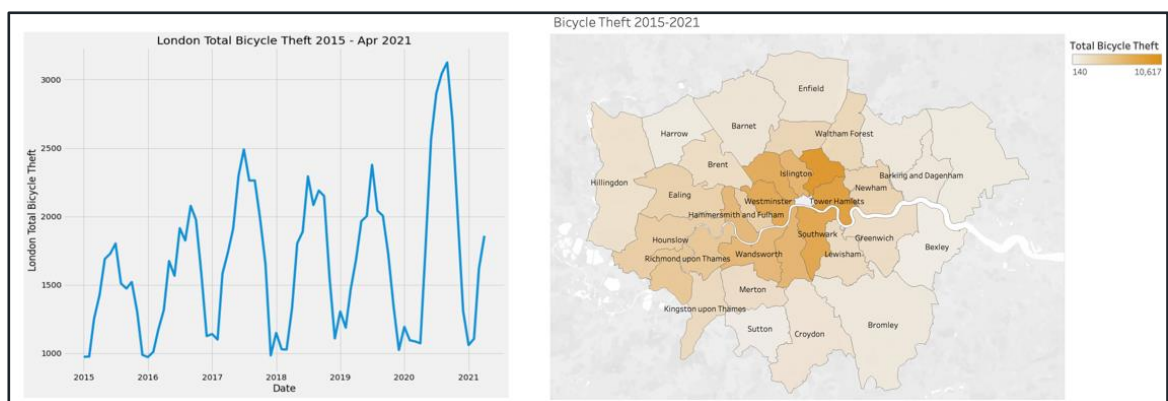 London Total Bicycle Theft 2015 - Apr 2021
London Total Bicycle Theft
3000
2500
2000
1500
1000
2015
2016
2017
2018
2019
2020
2021
Date
Bicycle Theft 2015-2021
Total Bicycle Theft
140
10,617
Enfield
Harrow
Barnet
Waltham Forest
Brent
Islington
Hillingdon
Barking and Dagenham
Ealing
Newham
Westminster
Tower Hamlets
Hammersmith and Fulham
Hounslow
Southwark
Greenwich
Bexley
Richmond upon Thames
Wandsworth
Lewisham
Merton
Kingston upon Thames
Sutton
Croydon
Bromley